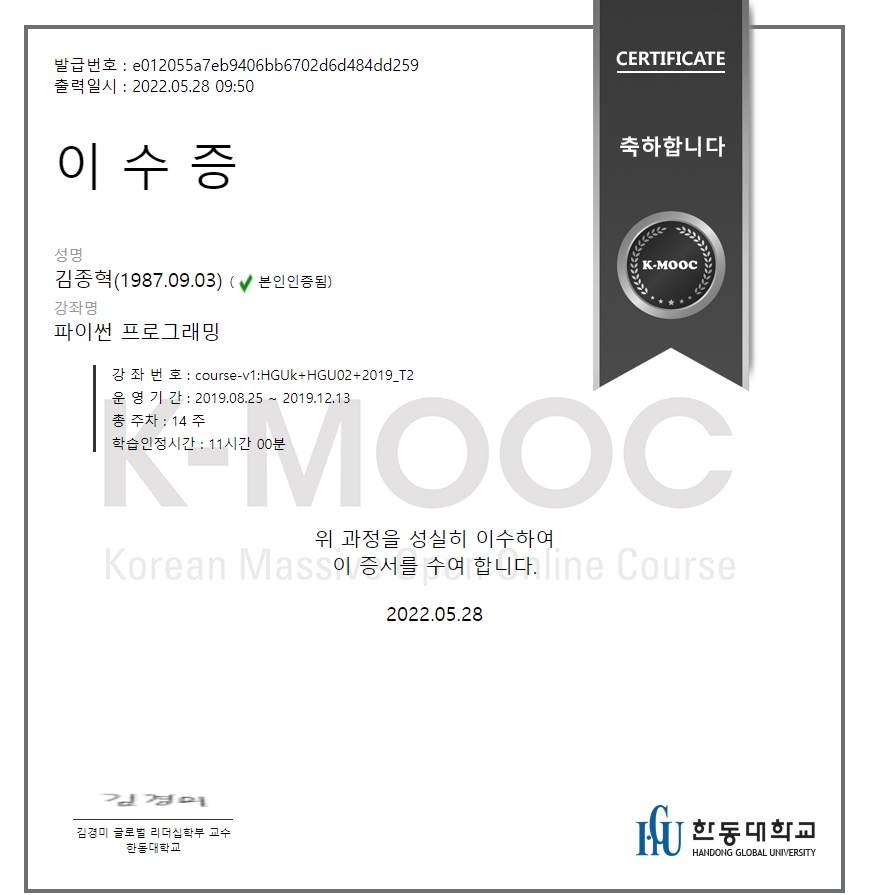 발급번호 : e012055a7eb9406bb6702d6d484dd259
출력일시 : 2022.05.28 09:50
CERTIFICATE
축하합니다
K-MOOC
이 수 증
성명
김종혁(1987.09.03) ( 본인인증됨)
강좌명
파이썬 프로그래밍
강 좌 번 호 : course-v1:HGUk+HGU02+2019_T2
운 영 기 간 : 2019.08.25 ~ 2019.12.13
총 주차 : 14 주
학습인정시간 : 11시간 00분
K-MOOC
Korean Massive Open Online Course
위 과정을 성실히 이수하여
이 증서를 수여 합니다.
2022.05.28
김경미
김경미 글로벌 리더십학부 교수
한동대학교
HGU 한동대학교
HANDONG GLOBAL UNIVERSITY